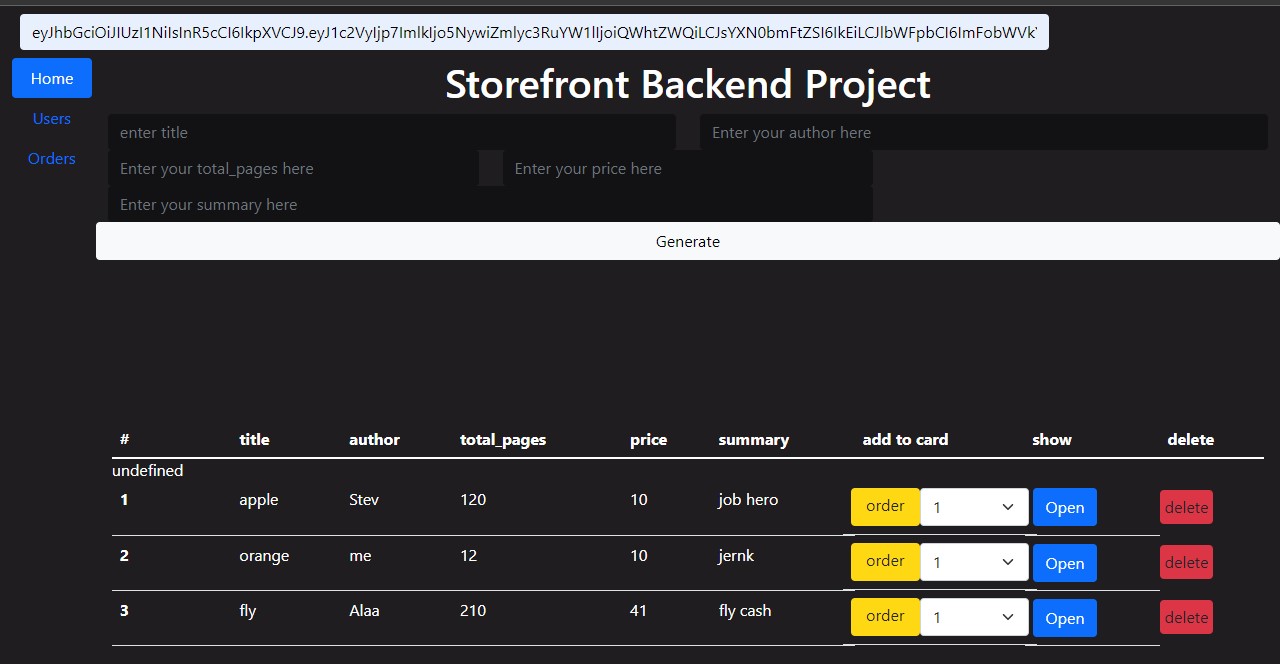 eyJhbGciOiJIUzI1NiIsInR5cCI6IkpXVCJ9.eyJ1c2VyIjp7ImlkIjo5NywiZmlyc3RuYW1lIjoiQWhtZWQiLCJsYXN0bmFtZSI6IkEiLCJlbWFpbCI6ImFobWVk
Home
Storefront Backend Project
Users
Orders
enter title Enter your author here
Enter your total_pages here Enter your price here
Enter your summary here
Generate
# title author total_pages price summary add to card show delete
undefined
1 apple Stev 120 10 job hero order 1 Open delete
2 orange me 12 10 jernk order 1 Open delete
3 fly Alaa 210 41 fly cash order 1 Open delete